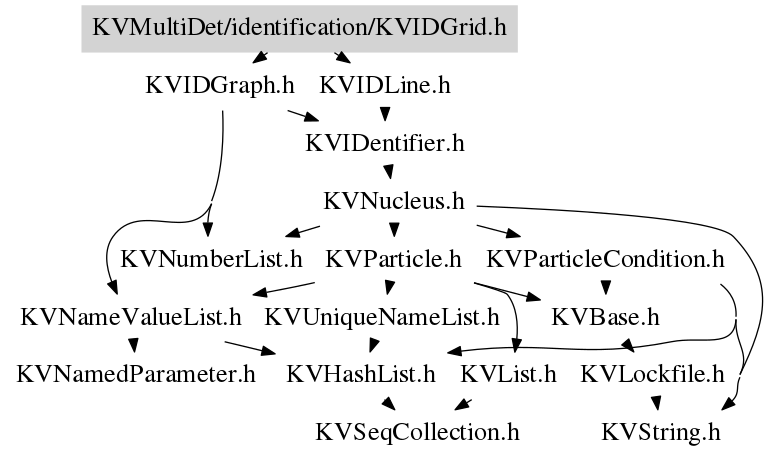 KVMultiDet/identification/KVIDGrid.h
KVIDGraph.h KVIDLine.h
KVIDentifier.h
KVNucleus.h
KVNumberList.h KVParticle.h KVParticleCondition.h
KVNameValueList.h KVUniqueNameList.h KVBase.h
KVNamedParameter.h KVHashList.h KVList.h KVLockfile.h
KVSeqCollection.h KVString.h